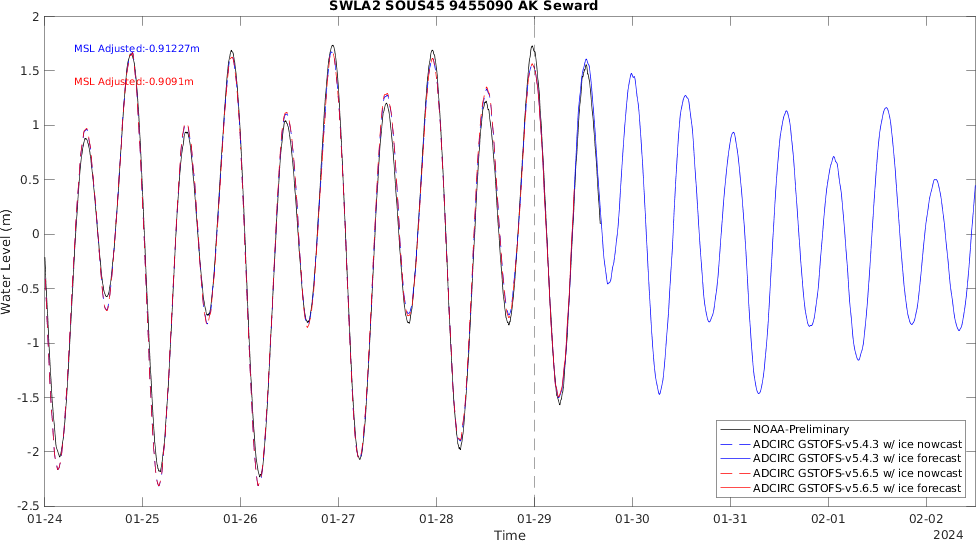 SWLA2 SOUS45 9455090 AK Seward
MSL Adjusted:-0.91227m
MSL Adjusted:-0.9091m
Water Level (m)
2
1.5
1
0.5
0
-0.5
-1
-1.5
-2
-2.5
NOAA-Preliminary
ADCIRC GSTOFS-v5.4.3 w/ ice nowcast
ADCIRC GSTOFS-v5.4.3 w/ ice forecast
ADCIRC GSTOFS-v5.6.5 w/ ice nowcast
ADCIRC GSTOFS-v5.6.5 w/ ice forecast
01-24 01-25 01-26 01-27 01-28 01-29 01-30 01-31 02-01 02-02
Time
2024